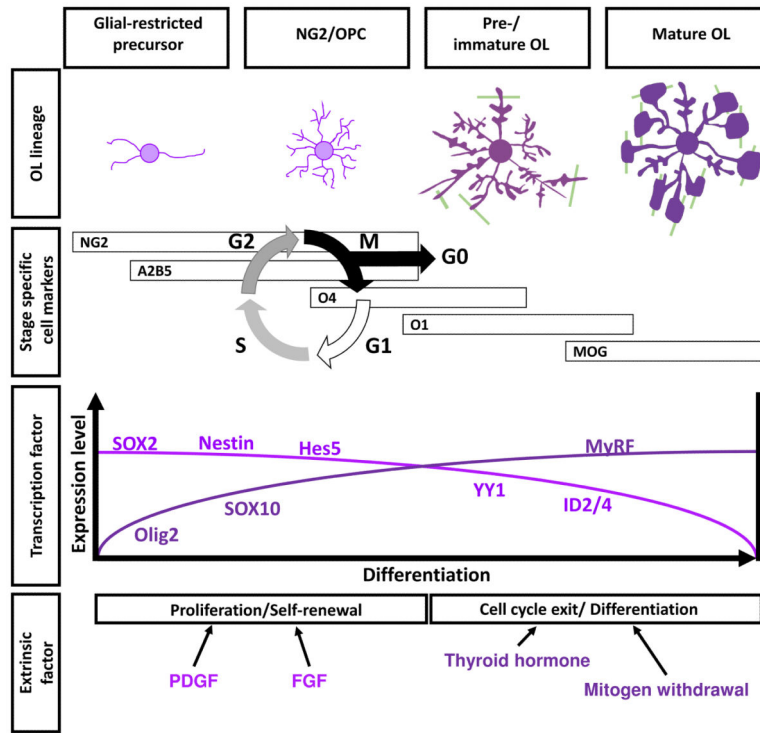 Glial-restricted
precursor
NG2/OPC
Pre-/
immature OL
Mature OL
OL lineage
Stage specific
cell markers
NG2
A2B5
O4
O1
MOG
G2
M
G0
S
G1
Transcription factor
Expression level
SOX2
Nestin
Hes5
MyRF
YY1
SOX10
ID2/4
Olig2
Differentiation
Extrinsic
factor
Proliferation/Self-renewal
Cell cycle exit/ Differentiation
PDGF
FGF
Thyroid hormone
Mitogen withdrawal